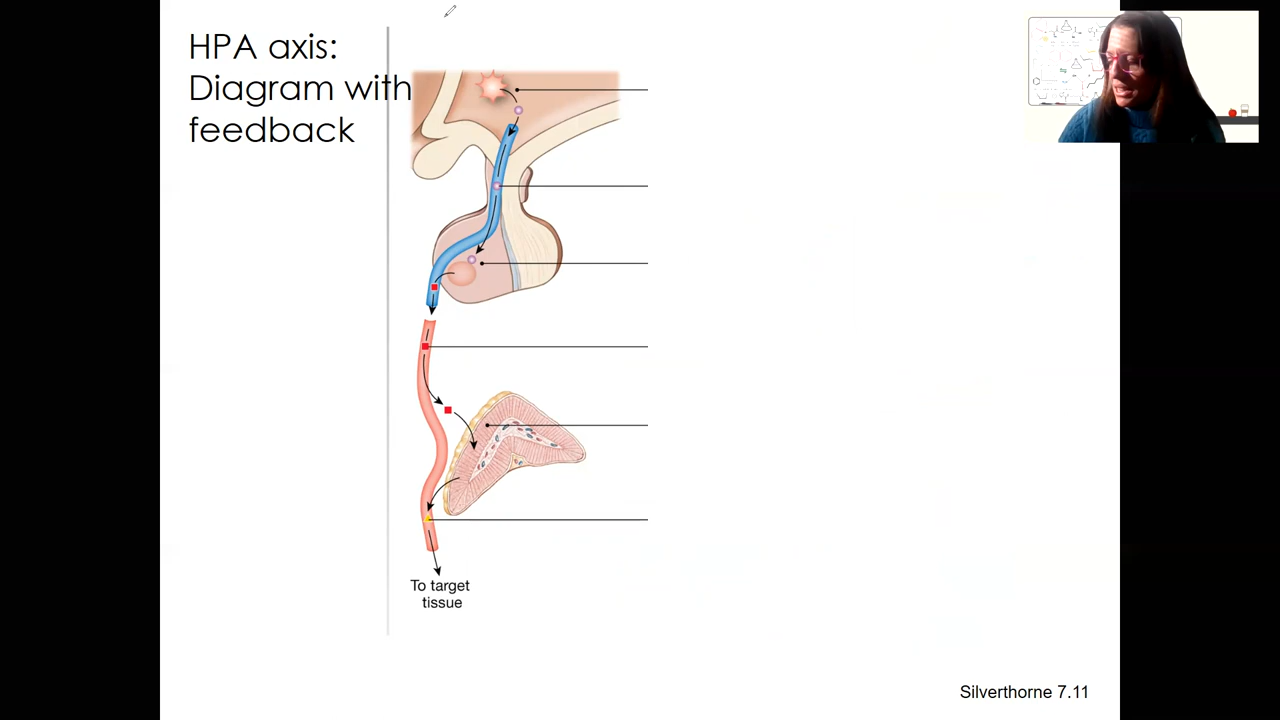 HPA axis:
Diagram with
feedback
To target
tissue
Silverthorne 7.11